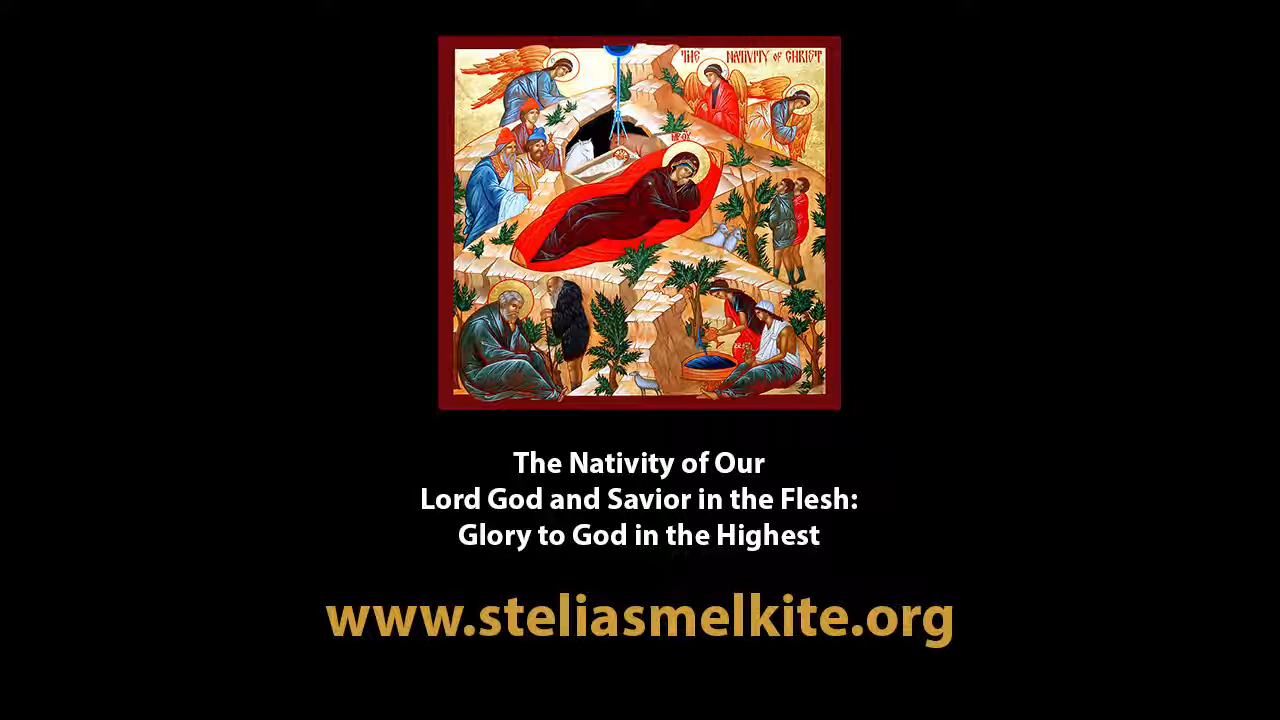 THE NATIVITY OF CHRIST
The Nativity of Our
Lord God and Savior in the Flesh:
Glory to God in the Highest
www.steliasmelkite.org